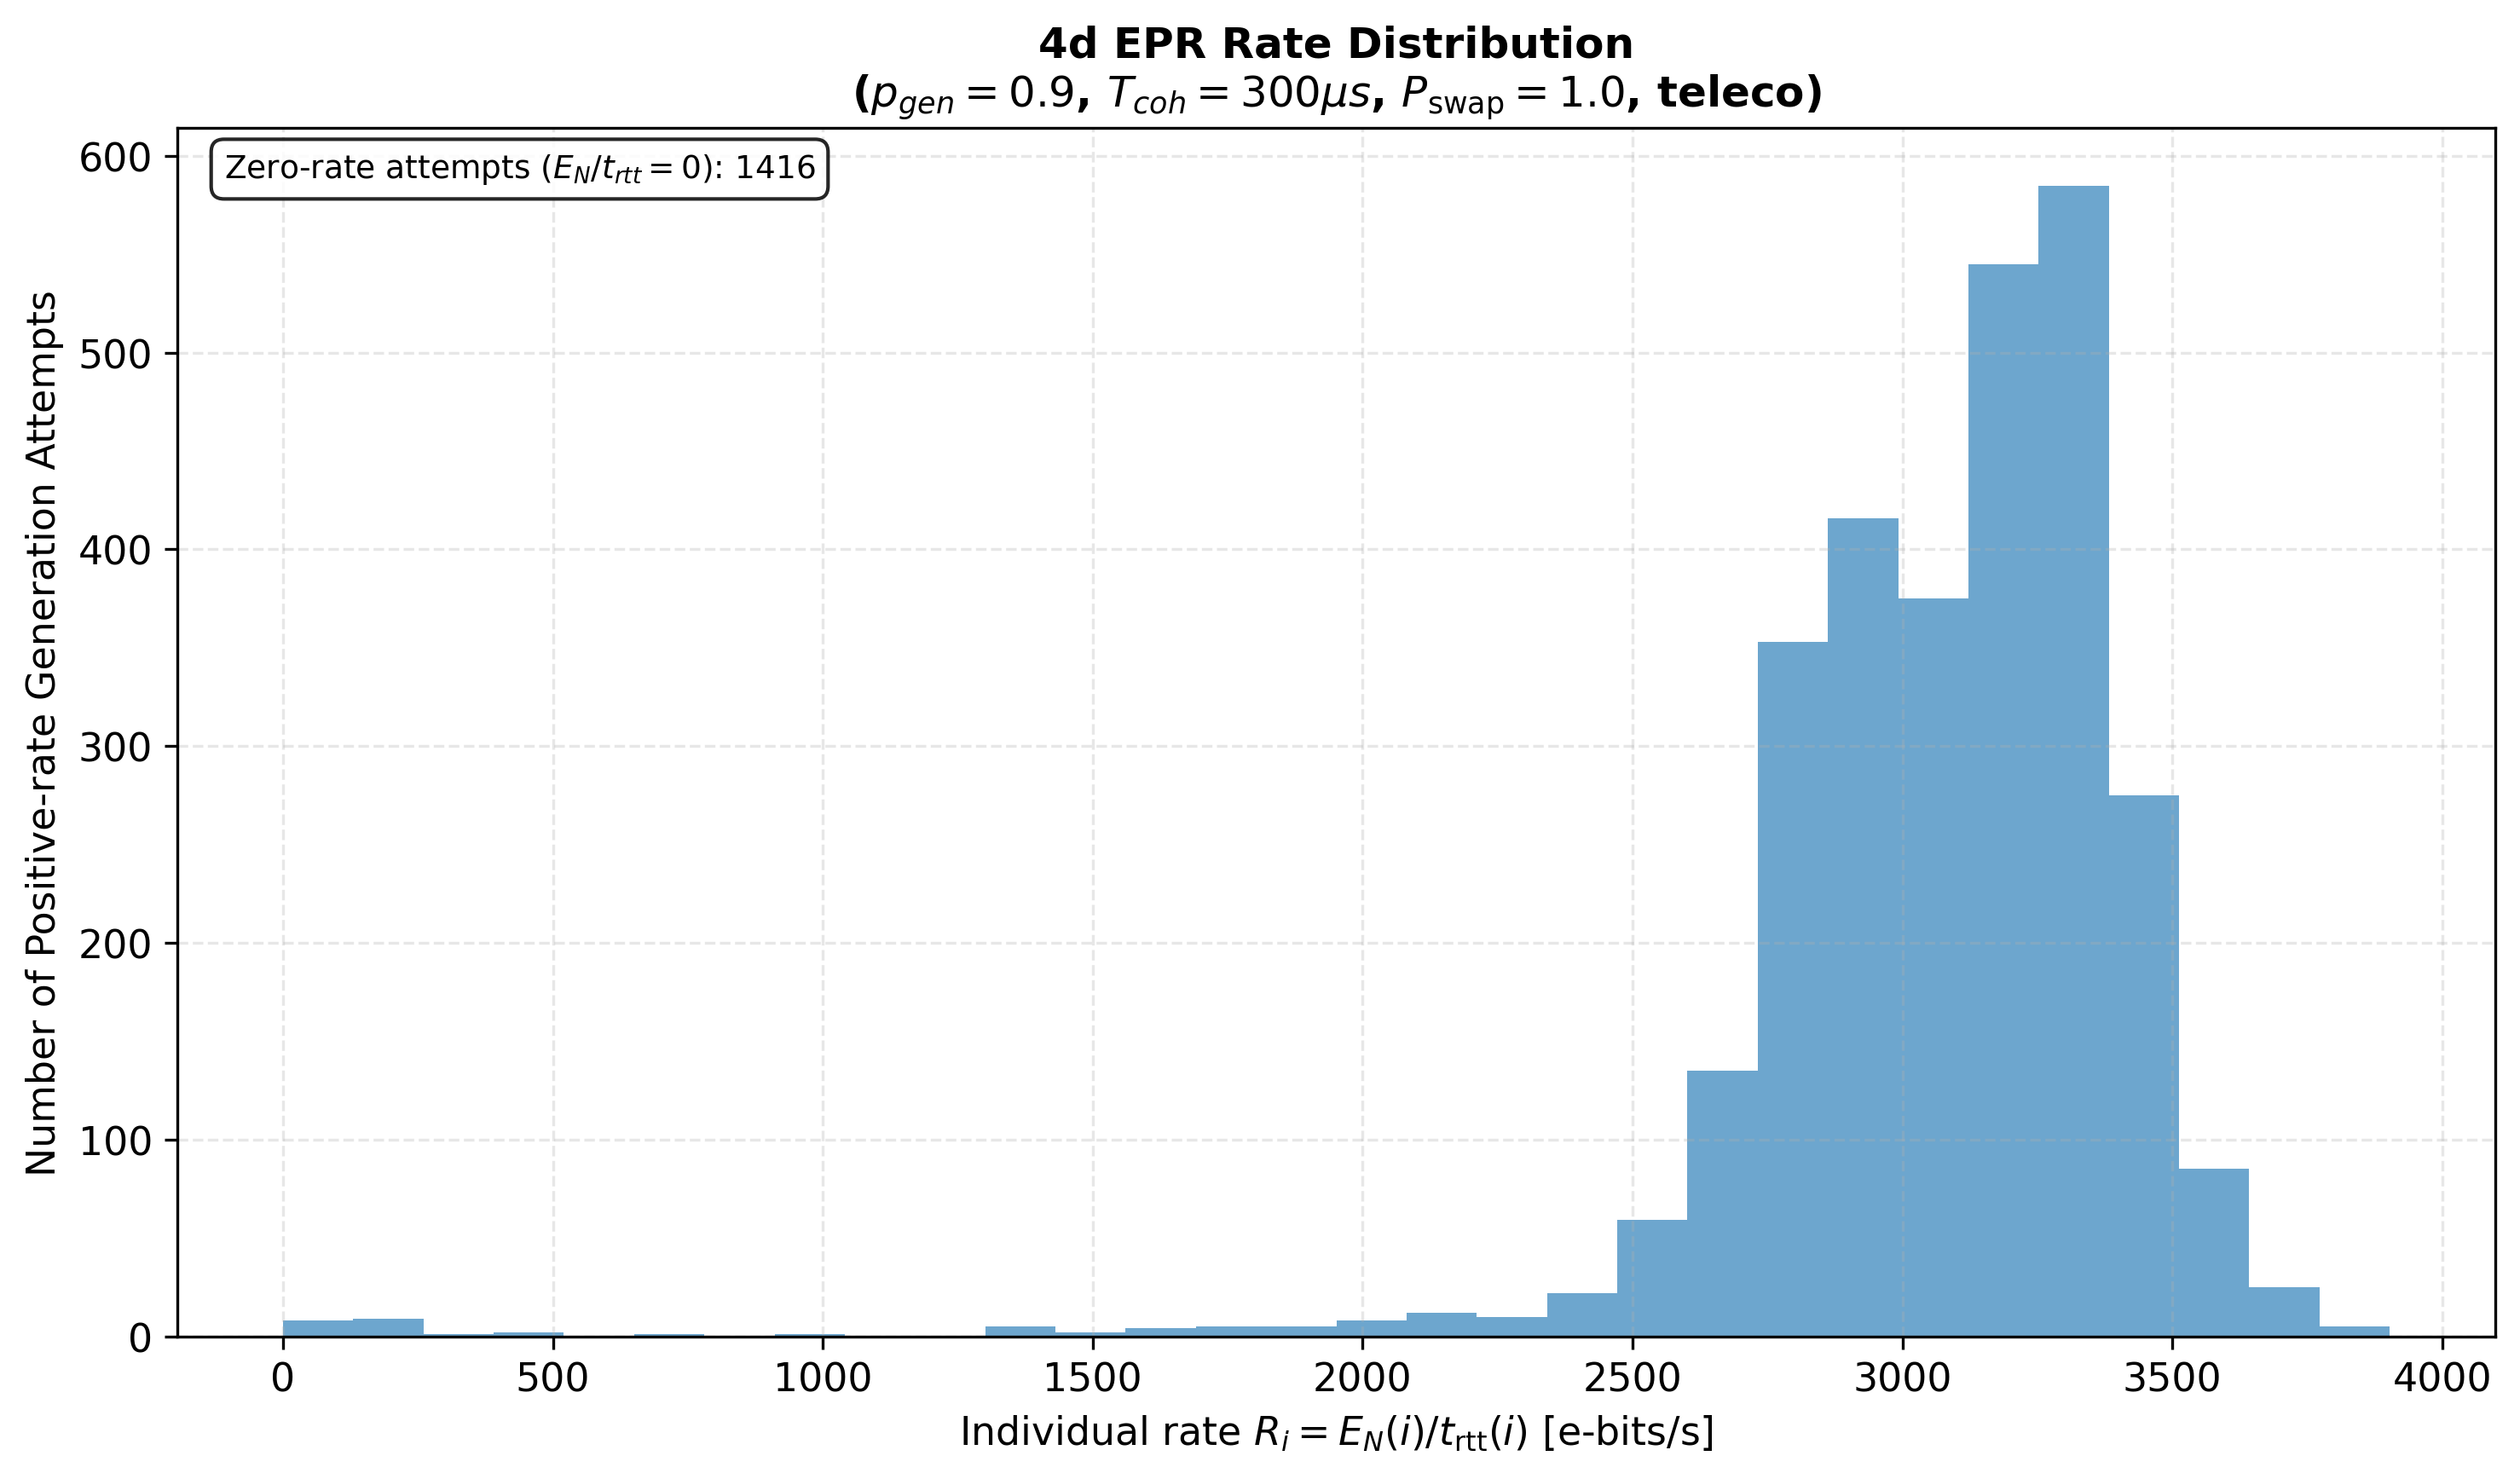 4d EPR Rate Distribution
(p_gen = 0.9, T_coh = 300μs, P_swap = 1.0, teleco)
Zero-rate attempts (E_N/t_rtt = 0): 1416
Number of Positive-rate Generation Attempts
600
500
400
300
200
100
0
0 500 1000 1500 2000 2500 3000 3500 4000
Individual rate R_i = E_N(i)/t_rtt(i) [e-bits/s]